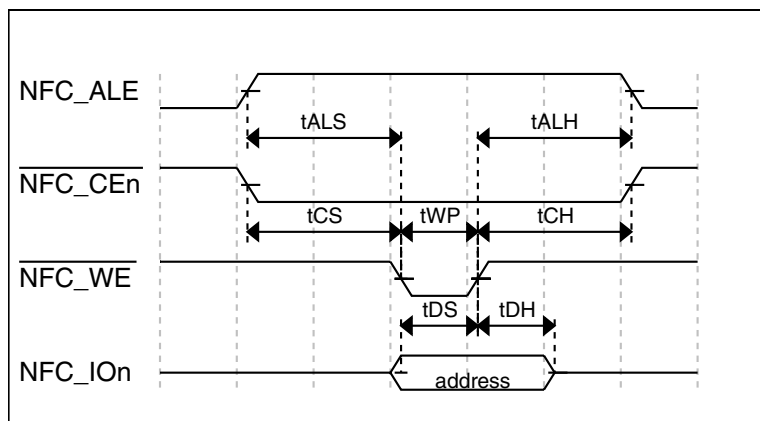 NFC_ALE
tALS tALH
NFC_CEn
tCS tWP tCH
NFC_WE
tDS tDH
NFC_IOn address